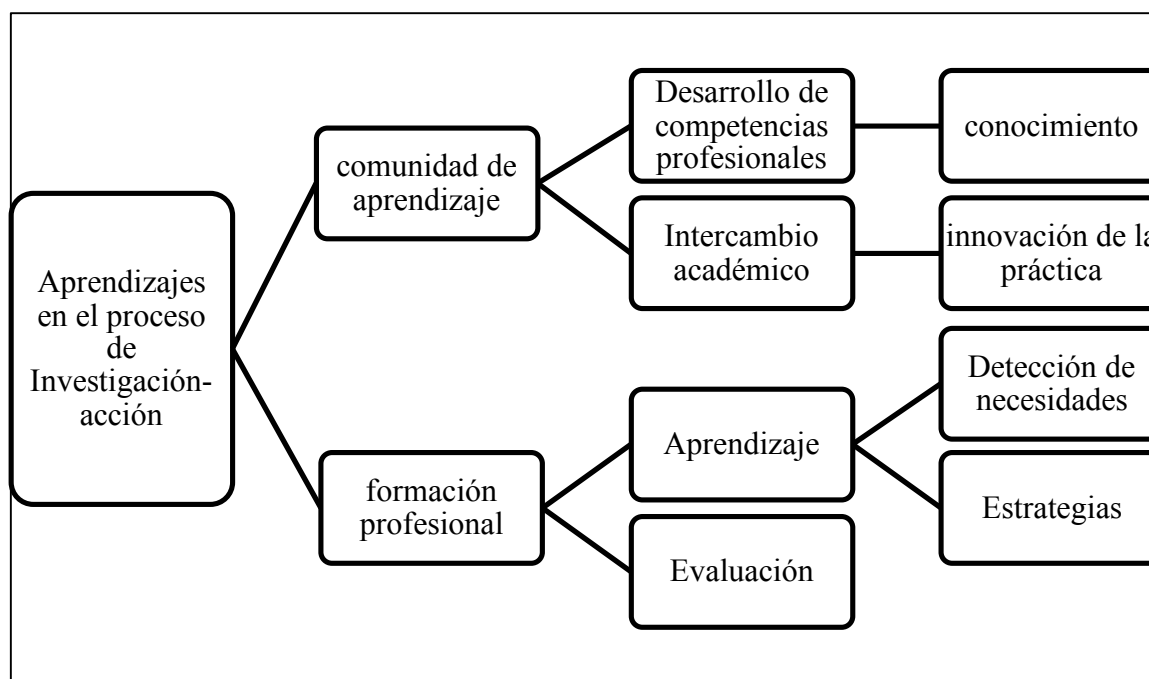 Aprendizajes
en el proceso
de
Investigación-
acción
comunidad de
aprendizaje
Desarrollo de
competencias
profesionales
conocimiento
Intercambio
académico
innovación de la
práctica
formación
profesional
Aprendizaje
Detección de
necesidades
Estrategias
Evaluación